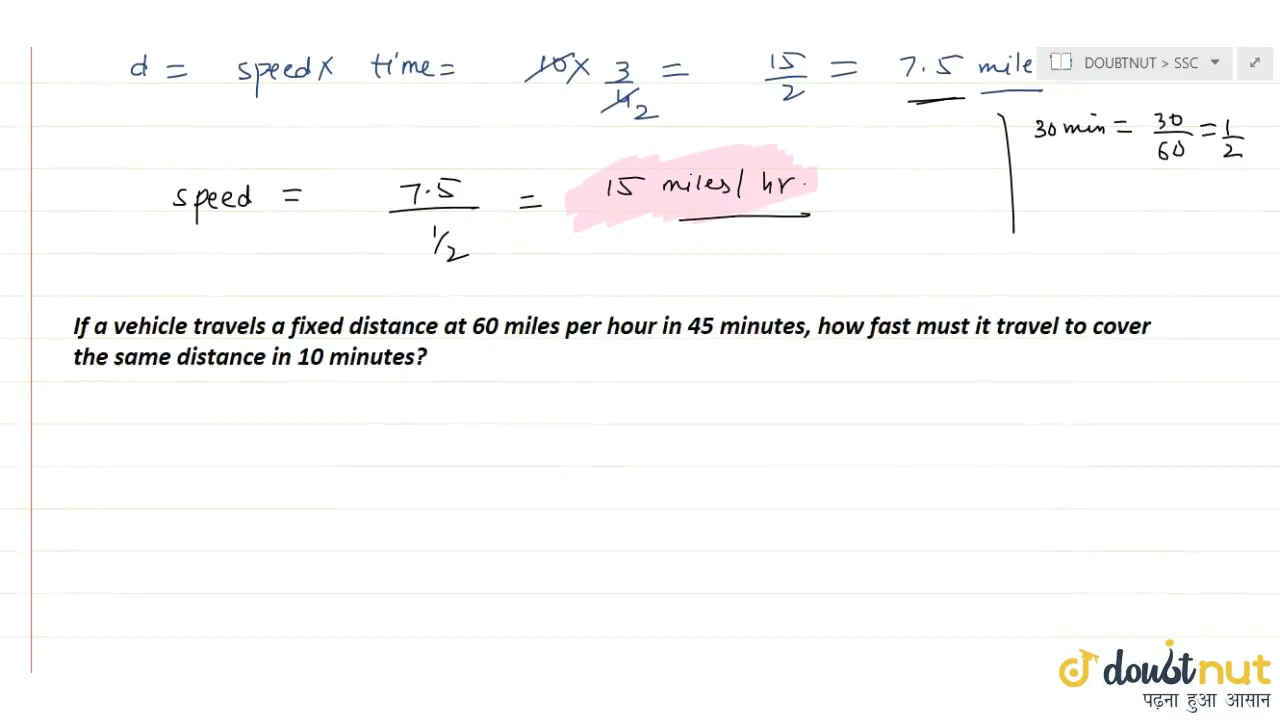 d = speed x time = 10 x 3/4 2 = 15/2 = 7.5 mile
DOUBTNUT > SSC
30 min = 30/60 = 1/2
speed = 7.5/1/2 = 15 miles/hr.
If a vehicle travels a fixed distance at 60 miles per hour in 45 minutes, how fast must it travel to cover
the same distance in 10 minutes?
doubtnut
पढ़ना हुआ आसान